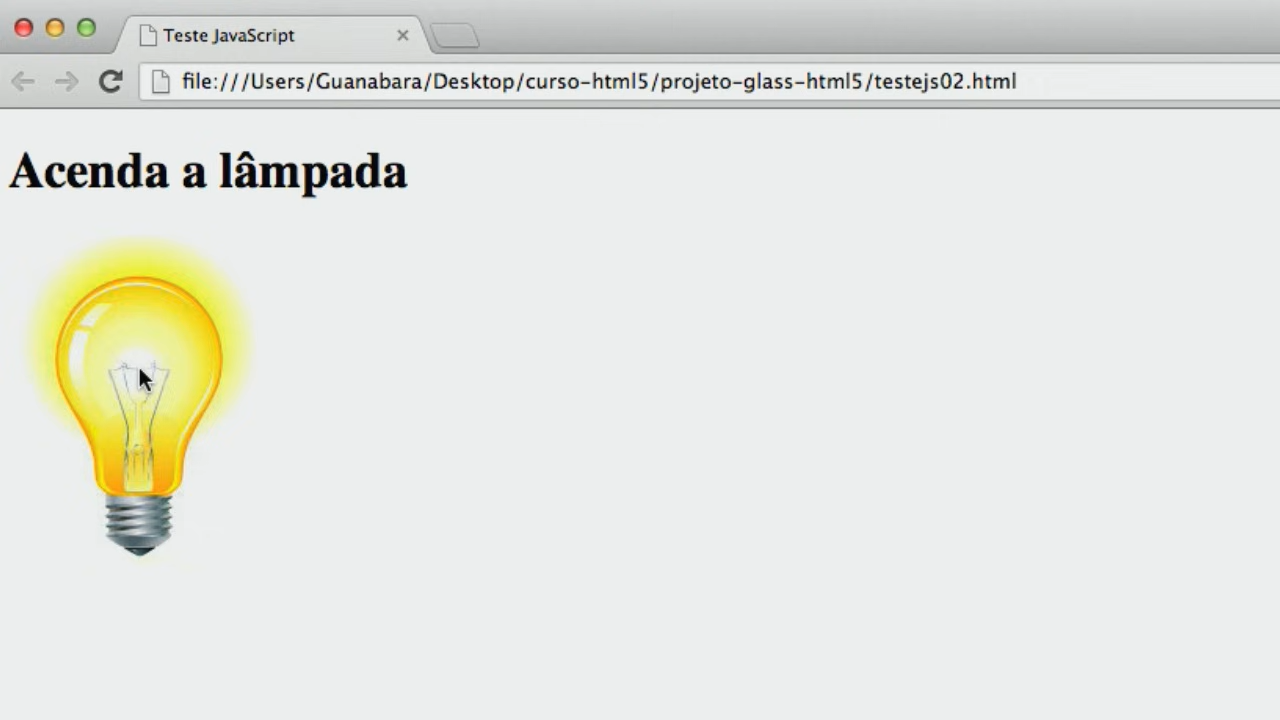 Teste JavaScript
file:///Users/Guanabara/Desktop/curso-html5/projeto-glass-html5/testejs02.html
Acenda a lâmpada